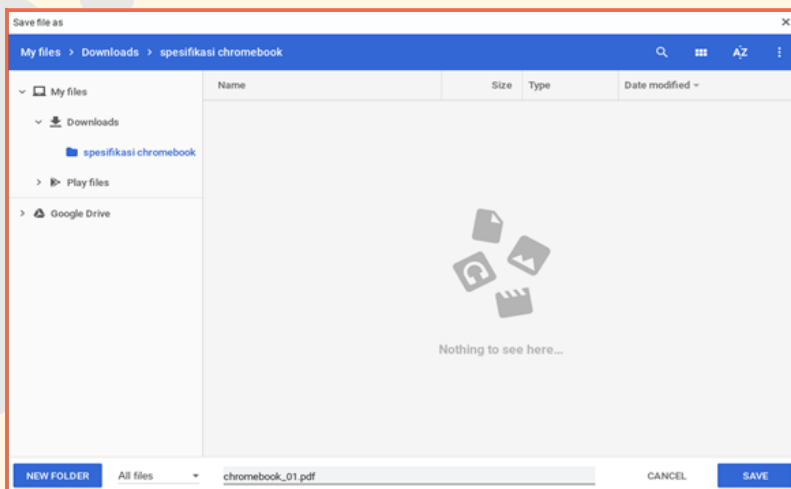 Save file as
My files > Downloads > spesifikasi chromebook
AZ
My files
Downloads
spesifikasi chromebook
Play files
Google Drive
Name Size Type Date modified
Nothing to see here...
NEW FOLDER All files chromebook_01.pdf CANCEL SAVE